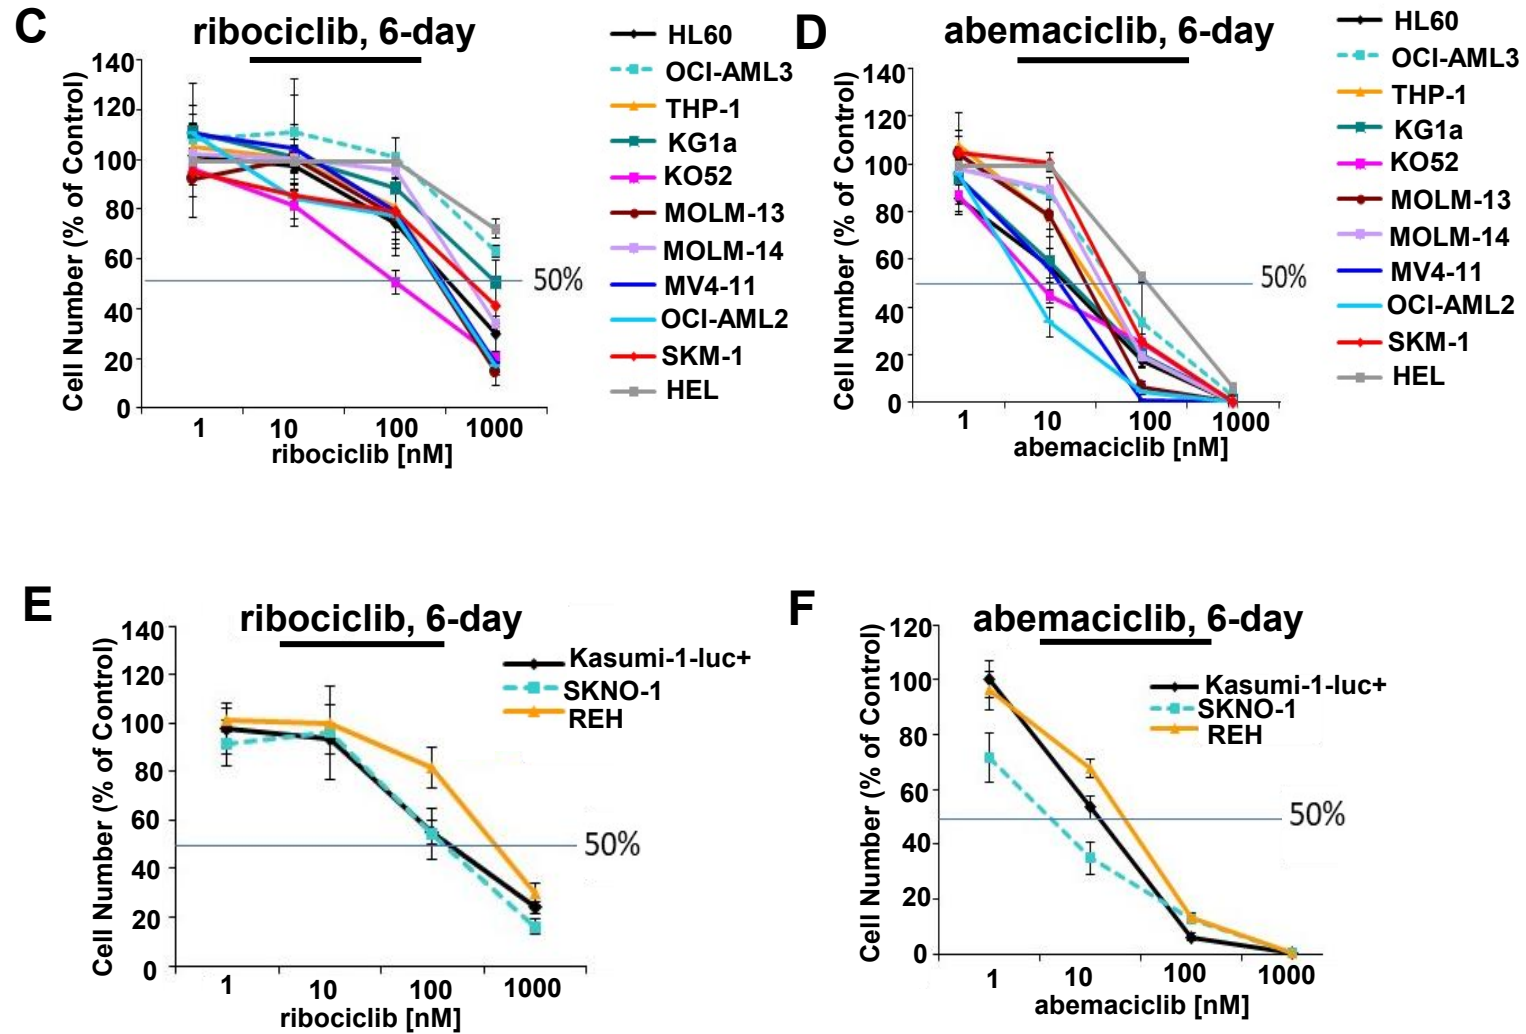 C
ribociclib, 6-day
Cell Number (% of Control)
140
120
100
80
60
40
20
0
50%
1 10 100 1000
ribociclib [nM]
HL60
OCI-AML3
THP-1
KG1a
KO52
MOLM-13
MOLM-14
MV4-11
OCI-AML2
SKM-1
HEL
D
abemaciclib, 6-day
Cell Number (% of Control)
140
120
100
80
60
40
20
0
50%
1 10 100 1000
abemaciclib [nM]
HL60
OCI-AML3
THP-1
KG1a
KO52
MOLM-13
MOLM-14
MV4-11
OCI-AML2
SKM-1
HEL
E
ribociclib, 6-day
Cell Number (% of Control)
140
120
100
80
60
40
20
0
50%
1 10 100 1000
ribociclib [nM]
Kasumi-1-luc+
SKNO-1
REH
F
abemaciclib, 6-day
Cell Number (% of Control)
120
100
80
60
40
20
0
50%
1 10 100 1000
abemaciclib [nM]
Kasumi-1-luc+
SKNO-1
REH